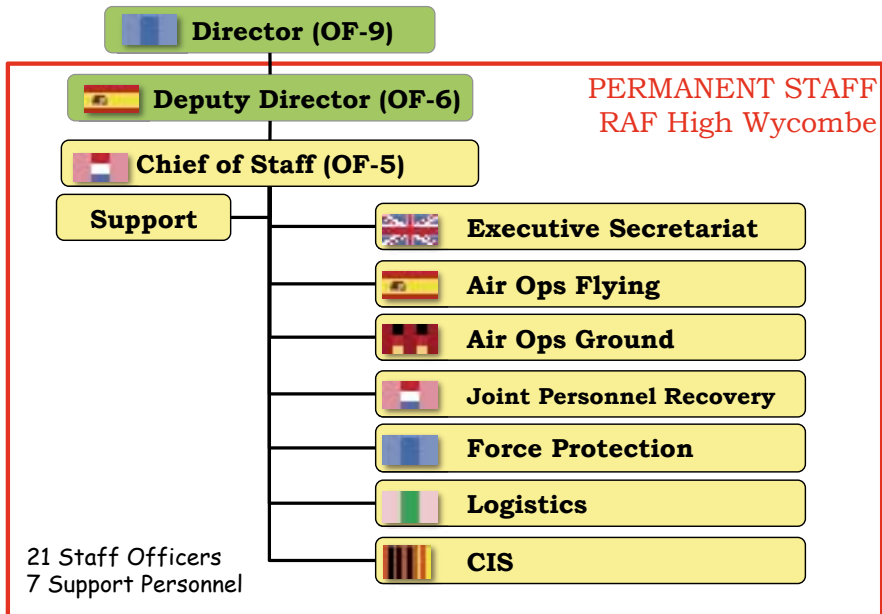 Director (OF-9)
PERMANENT STAFF
RAF High Wycombe
Deputy Director (OF-6)
Chief of Staff (OF-5)
Support
Executive Secretariat
Air Ops Flying
Air Ops Ground
Joint Personnel Recovery
Force Protection
Logistics
CIS
21 Staff Officers
7 Support Personnel